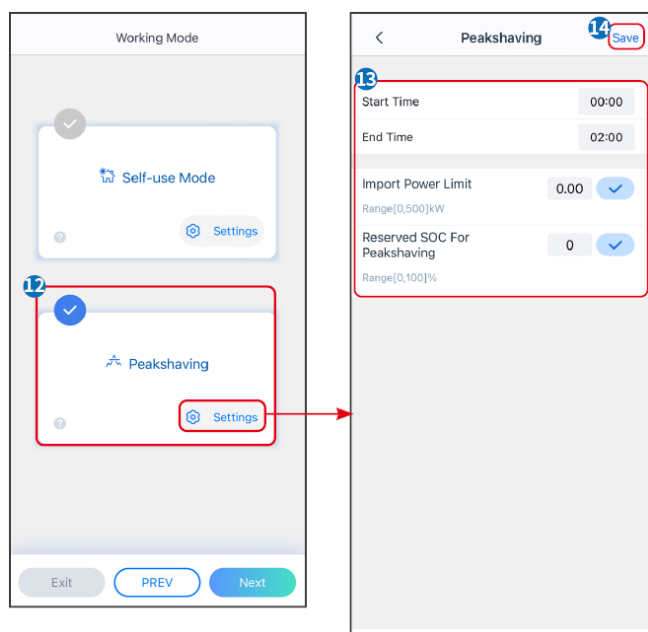 Working Mode
Self-use Mode
Settings
12
Peakshaving
Settings
Exit
PREV
Next
Peakshaving
14
Save
13
Start Time
00:00
End Time
02:00
Import Power Limit
0.00
Range[0,500]kW
Reserved SOC For
Peakshaving
0
Range[0,100]%